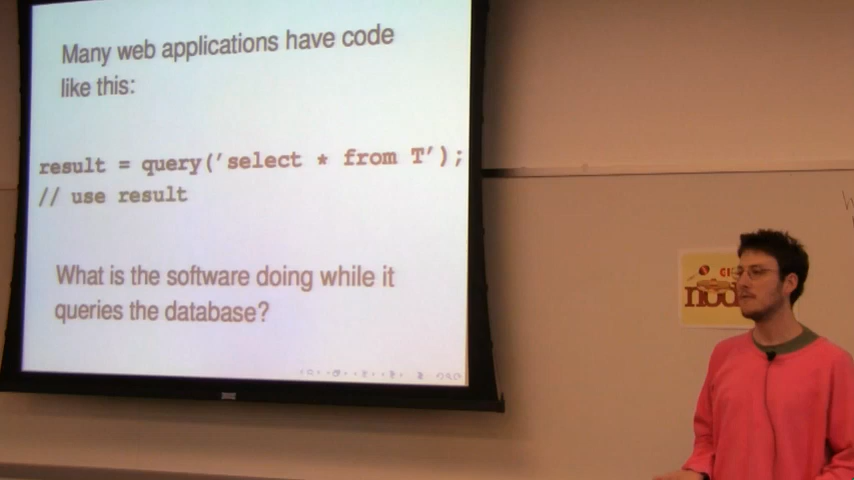 Many web applications have code
like this:
result = query('select * from T');
// use result
What is the software doing while it
queries the database?